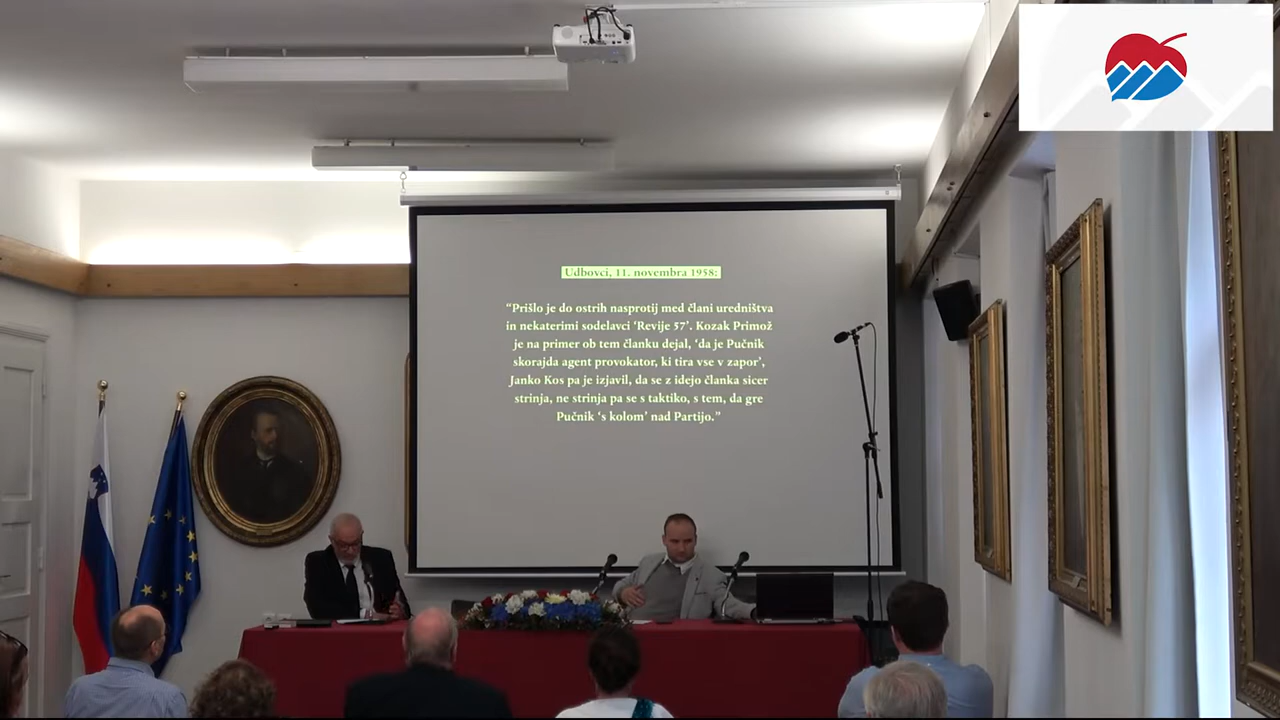 Udbovci, 11. novembra 1958:
“Prišlo je do ostrih nasprotij med člani uredništva
in nekaterimi sodelavci ‘Revije 57’. Kozak Primož
je na primer ob tem članku dejal, ‘da je Pučnik
skorajda agent provokator, ki tira vse v zapor’,
Janko Kos pa je izjavil, da se z idejo članka sicer
strinja, ne strinja pa se s taktiko, s tem, da gre
Pučnik ‘s kolom’ nad Partijo.”